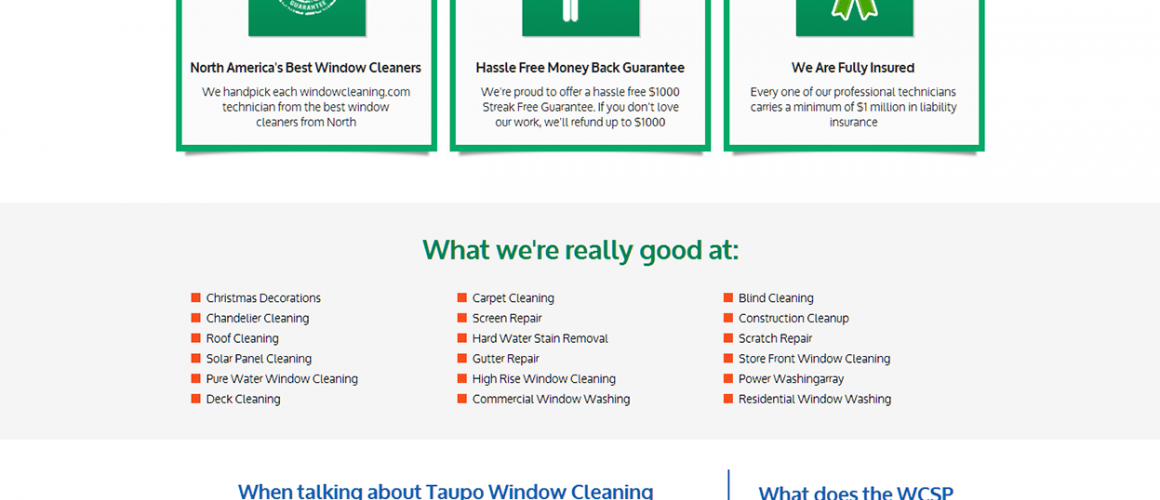 GUARANTEE
North America's Best Window Cleaners
We handpick each windowcleaning.com
technician from the best window
cleaners from North
Hassle Free Money Back Guarantee
We're proud to offer a hassle free $1000
Streak Free Guarantee. If you don't love
our work, we'll refund up to $1000
We Are Fully Insured
Every one of our professional technicians
carries a minimum of $1 million in liability
insurance
What we're really good at:
Christmas Decorations
Chandelier Cleaning
Roof Cleaning
Solar Panel Cleaning
Pure Water Window Cleaning
Deck Cleaning
Carpet Cleaning
Screen Repair
Hard Water Stain Removal
Gutter Repair
High Rise Window Cleaning
Commercial Window Washing
Blind Cleaning
Construction Cleanup
Scratch Repair
Store Front Window Cleaning
Power Washingarray
Residential Window Washing
When talking about Taupo Window Cleaning
What does the WCSP